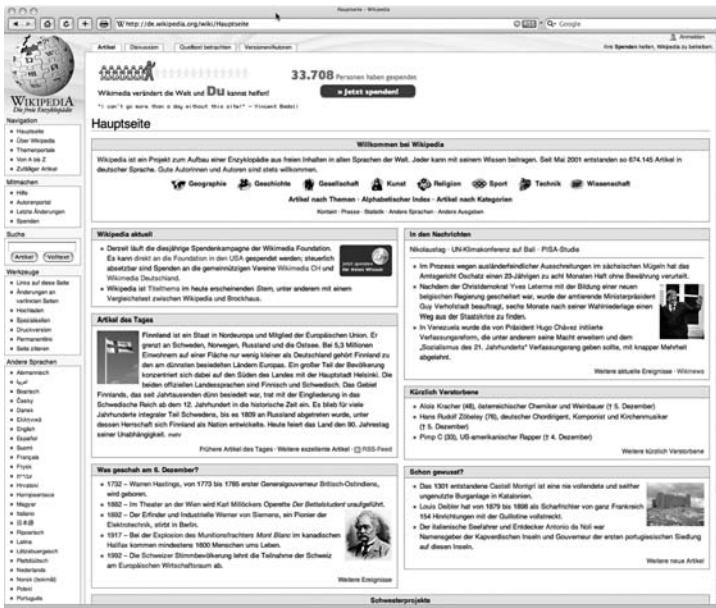 Hauptseite – Wikipedia
W http://de.wikipedia.org/wiki/Hauptseite
Google
Anmelden
Artikel
Diskussion
Quelltext betrachten
Versionen/Autoren
Ihre Spenden helfen, Wikipedia zu betreiben.
WIKIPEDIA
Die freie Enzyklopädie
Navigation
Hauptseite
Über Wikipedia
Themenportale
Von A bis Z
Zufälliger Artikel
Mitmachen
Hilfe
Autorenportal
Letzte Änderungen
Spenden
Suche
Artikel
Volltext
Werkzeuge
Links auf diese Seite
Änderungen an
verlinkten Seiten
Hochladen
Spezialseiten
Druckversion
Permanentlink
Seite zitieren
Andere Sprachen
Alemannisch
العربية
Boarisch
Česky
Dansk
Ελληνικά
English
Español
Suomi
Français
Frysk
עברית
Hornjoserbsce
Magyar
Italiano
日本語
Latina
Lëtzebuergesch
Plattdüütsch
Nederlands
Norsk (bokmål)
Polski
Português
Wikimedia verändert die Welt und Du kannst helfen!
33.708 Personen haben gespendet
» Jetzt spenden!
"I can't go more than a day without this site!" – Vincent
Hauptseite
Willkommen bei Wikipedia
Wikipedia ist ein Projekt zum Aufbau einer Enzyklopädie aus freien Inhalten in allen Sprachen der Welt. Jeder kann mit seinem Wissen beitragen. Seit Mai 2001 entstanden so 674.145 Artikel in
deutscher Sprache. Gute Autorinnen und Autoren sind stets willkommen.
Geographie Geschichte Gesellschaft Kunst Religion Sport Technik Wissenschaft
Artikel nach Themen · Alphabetischer Index · Artikel nach Kategorien
Kontakt · Presse · Statistik · Andere Sprachen · Andere Ausgaben
Wikipedia aktuell
Derzeit läuft die diesjährige Spendenkampagne der Wikimedia Foundation.
Es kann direkt an die Foundation in den USA gespendet werden; steuerlich
absetzbar sind Spenden an die gemeinnützigen Vereine Wikimedia CH und
Wikimedia Deutschland.
Wikipedia ist Titelthema im heute erscheinenden Stern, unter anderem mit einem
Vergleichstest zwischen Wikipedia und Brockhaus.
jetzt spenden
für freies Wissen
Artikel des Tages
Finnland ist ein Staat in Nordeuropa und Mitglied der Europäischen Union. Er
grenzt an Schweden, Norwegen, Russland und die Ostsee. Bei 5,3 Millionen
Einwohnern auf einer Fläche nur wenig kleiner als Deutschland gehört Finnland zu
den am dünnsten besiedelten Ländern Europas. Ein großer Teil der Bevölkerung
konzentriert sich dabei auf den Süden des Landes mit der Hauptstadt Helsinki. Die
beiden offiziellen Landessprachen sind Finnisch und Schwedisch. Das Gebiet
Finnlands, das seit Jahrtausenden dünn besiedelt war, trat mit der Eingliederung in das
Schwedische Reich ab dem 12. Jahrhundert in die historische Zeit ein. Es blieb für viele
Jahrhunderte integraler Teil Schwedens, bis es 1809 an Russland abgetreten wurde, unter
dessen Herrschaft sich Finnland als Nation entwickelte. Heute feiert das Land den 90. Jahrestag
seiner Unabhängigkeit. mehr
Frühere Artikel des Tages · Weitere exzellente Artikel · RSS-Feed
Was geschah am 6. Dezember?
1732 – Warren Hastings, von 1773 bis 1785 erster Generalgouverneur Britisch-Ostindiens,
wird geboren.
1882 – Im Theater an der Wien wird Karl Millöckers Operette Der Bettelstudent uraufgeführt.
1892 – Der Erfinder und Industrielle Werner von Siemens, ein Pionier der
Elektrotechnik, stirbt in Berlin.
1917 – Bei der Explosion des Munitionsfrachters Mont Blanc im kanadischen
Halifax kommen mindestens 1600 Menschen ums Leben.
1992 – Die Schweizer Stimmbevölkerung lehnt die Teilnahme der Schweiz
am Europäischen Wirtschaftsraum ab.
Weitere Ereignisse
In den Nachrichten
Nikolaustag · UN-Klimakonferenz auf Bali · PISA-Studie
Im Prozess wegen ausländerfeindlicher Ausschreitungen im sächsischen Mügeln hat das
Amtsgericht Oschatz einen 23-Jährigen zu acht Monaten Haft ohne Bewährung verurteilt.
Nachdem der Christdemokrat Yves Leterme mit der Bildung einer neuen
belgischen Regierung gescheitert war, wurde der amtierende Ministerpräsident
Guy Verhofstadt beauftragt, sechs Monate nach seiner Wahlniederlage einen
Weg aus der Staatskrise zu finden.
In Venezuela wurde die von Präsident Hugo Chávez initiierte
Verfassungsreform, die unter anderem seine Macht erweitern und dem
„Sozialismus des 21. Jahrhunderts“ Verfassungsrang geben sollte, mit knapper Mehrheit
abgelehnt.
Weitere aktuelle Ereignisse · Wikinews
Kürzlich Verstorbene
Alois Kracher (48), österreichischer Chemiker und Weinbauer († 5. Dezember)
Hans Rudolf Zöbeley (76), deutscher Chordirigent, Komponist und Kirchenmusiker
(† 5. Dezember)
Pimp C (33), US-amerikanischer Rapper († 4. Dezember)
Weitere kürzlich Verstorbene
Schon gewusst?
Das 1301 entstandene Castell Montgrí ist eine nie vollendete und seither
ungenutzte Burganlage in Katalonien.
Louis Deibler hat von 1879 bis 1898 als Scharfrichter von ganz Frankreich
154 Hinrichtungen mit der Guillotine vollstreckt.
Der italienische Seefahrer und Entdecker Antonio da Noli war
Namensgeber der Kapverdischen Inseln und Gouverneur der ersten portugiesischen Siedlung
auf diesen Inseln.
Weitere neue Artikel
Schwesterprojekte